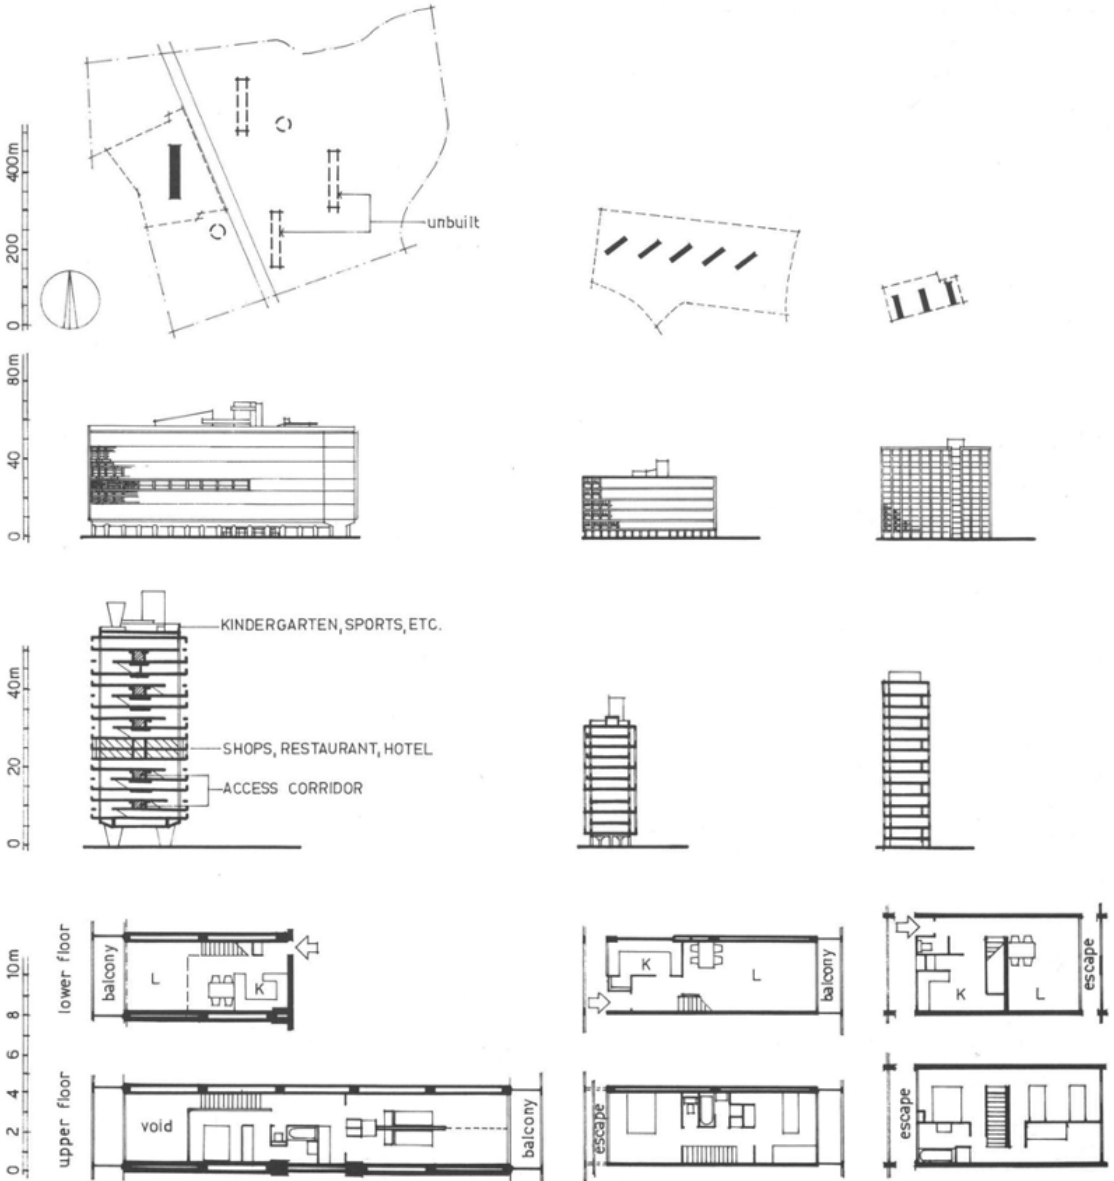 400m
200
0
unbuilt
80m
40
0
KINDERGARTEN, SPORTS, ETC.
40m
SHOPS, RESTAURANT, HOTEL
20
ACCESS CORRIDOR
0
lower floor
10m
8
balcony
L
K
K
L
balcony
K
L
escape
upper floor
6
4
2
0
void
balcony
escape
escape